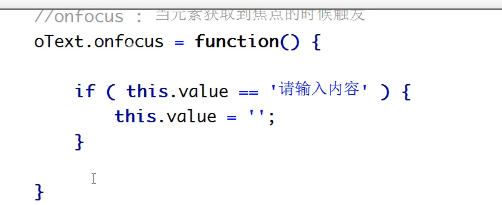 //onfocus : 当元素获取到焦点的时候触发
oText.onfocus = function() {
if ( this.value == '请输入内容' ) {
this.value = '';
}
}